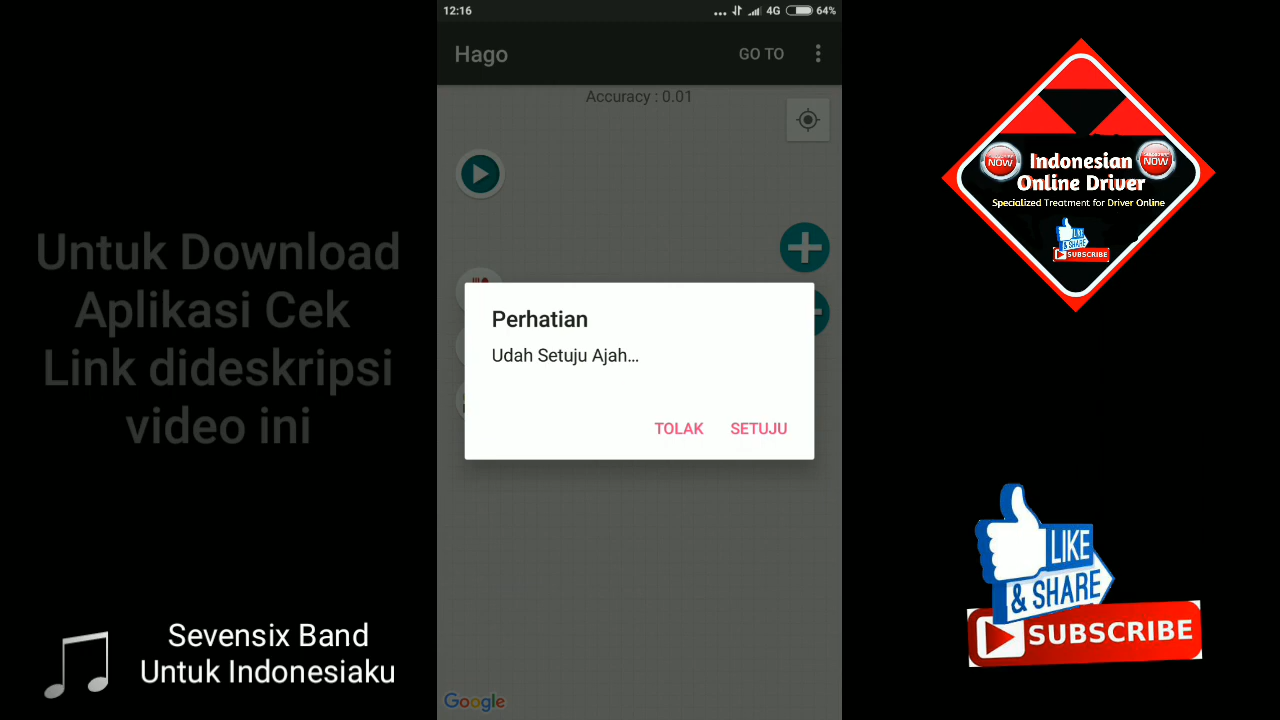 12:16
4G
64%
Hago
GO TO
Accuracy : 0.01
Perhatian
Udah Setuju Ajah...
TOLAK
SETUJU
Google
Untuk Download
Aplikasi Cek
Link dideskripsi
video ini
Sevensix Band
Untuk Indonesiaku
NOW
NOW
Indonesian
Online Driver
Specialized Treatment for Driver Online
LIKE
& SHARE
SUBSCRIBE
LIKE
& SHARE
SUBSCRIBE